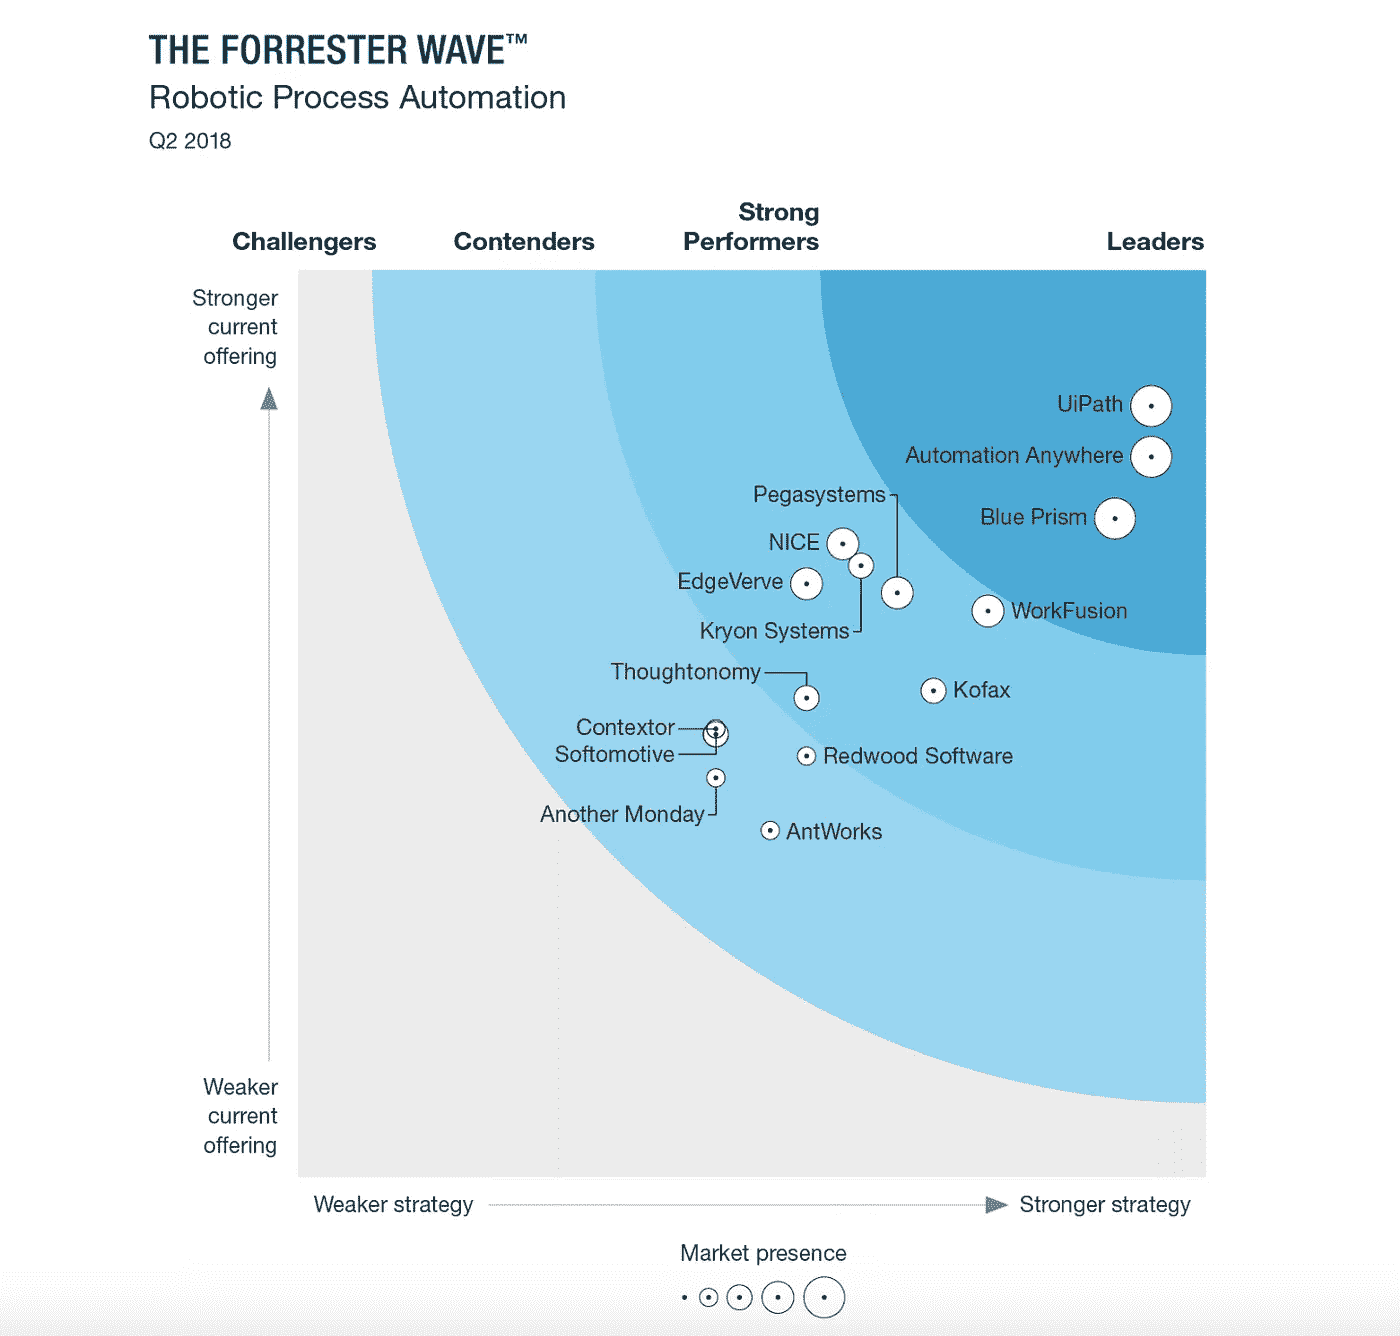 THE FORRESTER WAVE™
Robotic Process Automation
Q2 2018
Challengers
Contenders
Strong
Performers
Leaders
Stronger
current
offering
UiPath
Automation Anywhere
Pegasystems
Blue Prism
NICE
EdgeVerve
WorkFusion
Kryon Systems
Thoughtonomy
Kofax
Contextor
Softomotive
Redwood Software
Another Monday
AntWorks
Weaker
current
offering
Weaker strategy
Stronger strategy
Market presence